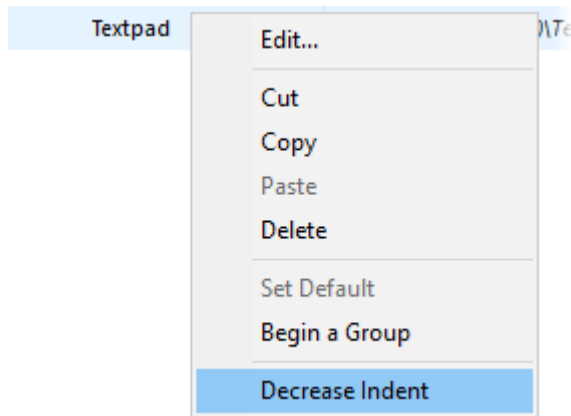 Textpad
Edit...
Cut
Copy
Paste
Delete
Set Default
Begin a Group
Decrease Indent